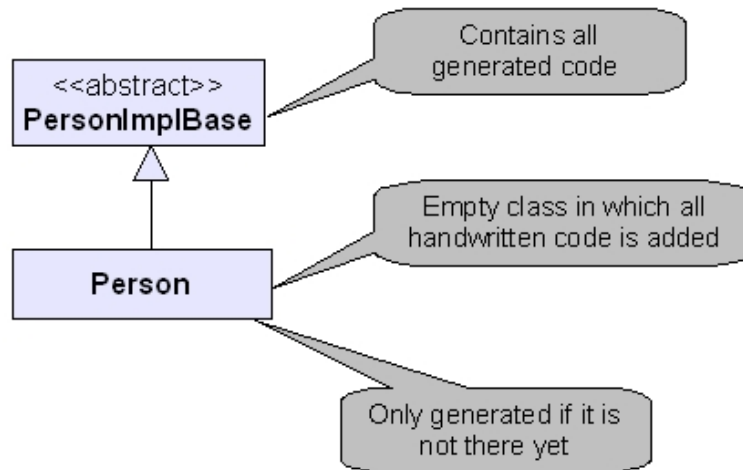 Contains all
generated code
<<abstract>>
PersonImplBase
Empty class in which all
handwritten code is added
Person
Only generated if it is
not there yet